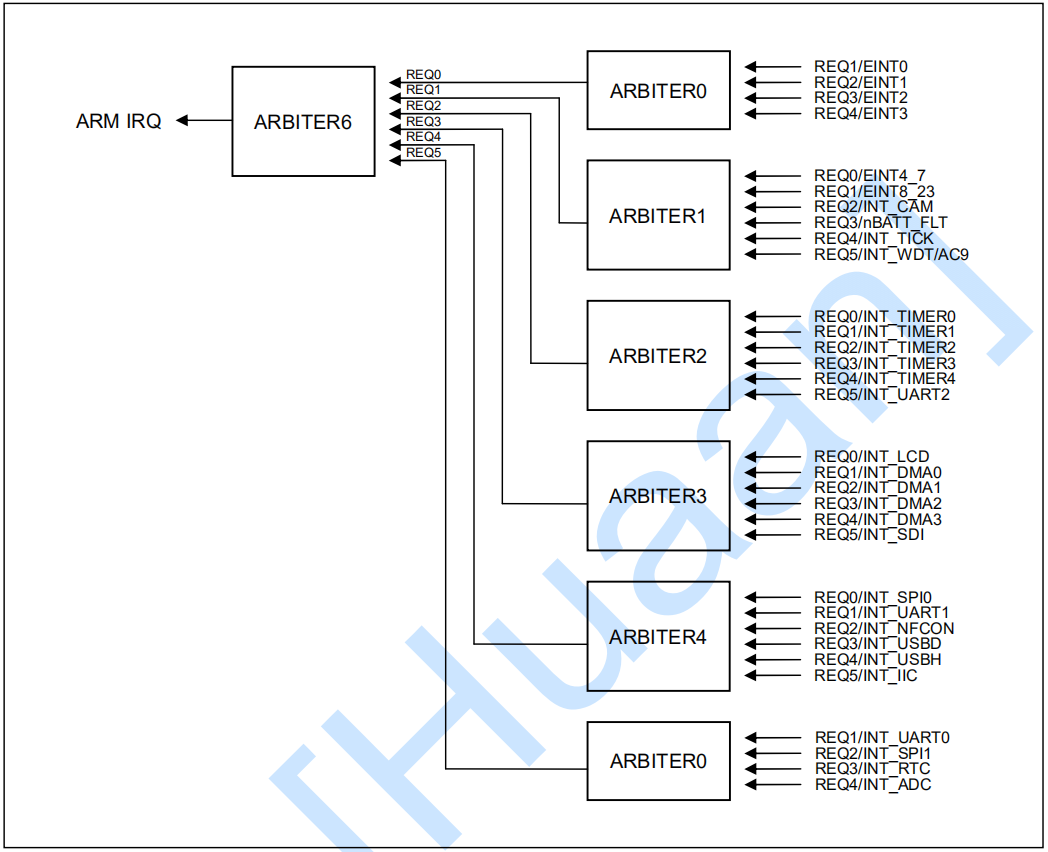 ARM IRQ
ARBITER6
REQ0
REQ1
REQ2
REQ3
REQ4
REQ5
ARBITER0
REQ1/EINT0
REQ2/EINT1
REQ3/EINT2
REQ4/EINT3
ARBITER1
REQ0/EINT4_7
REQ1/EINT8_23
REQ2/INT_CAM
REQ3/nBATT_FLT
REQ4/INT_TICK
REQ5/INT_WDT/AC9
ARBITER2
REQ0/INT_TIMER0
REQ1/INT_TIMER1
REQ2/INT_TIMER2
REQ3/INT_TIMER3
REQ4/INT_TIMER4
REQ5/INT_UART2
ARBITER3
REQ0/INT_LCD
REQ1/INT_DMA0
REQ2/INT_DMA1
REQ3/INT_DMA2
REQ4/INT_DMA3
REQ5/INT_SDI
ARBITER4
REQ0/INT_SPI0
REQ1/INT_UART1
REQ2/INT_NFCON
REQ3/INT_USBD
REQ4/INT_USBH
REQ5/INT_IIC
ARBITER0
REQ1/INT_UART0
REQ2/INT_SPI1
REQ3/INT_RTC
REQ4/INT_ADC
[Huaan]